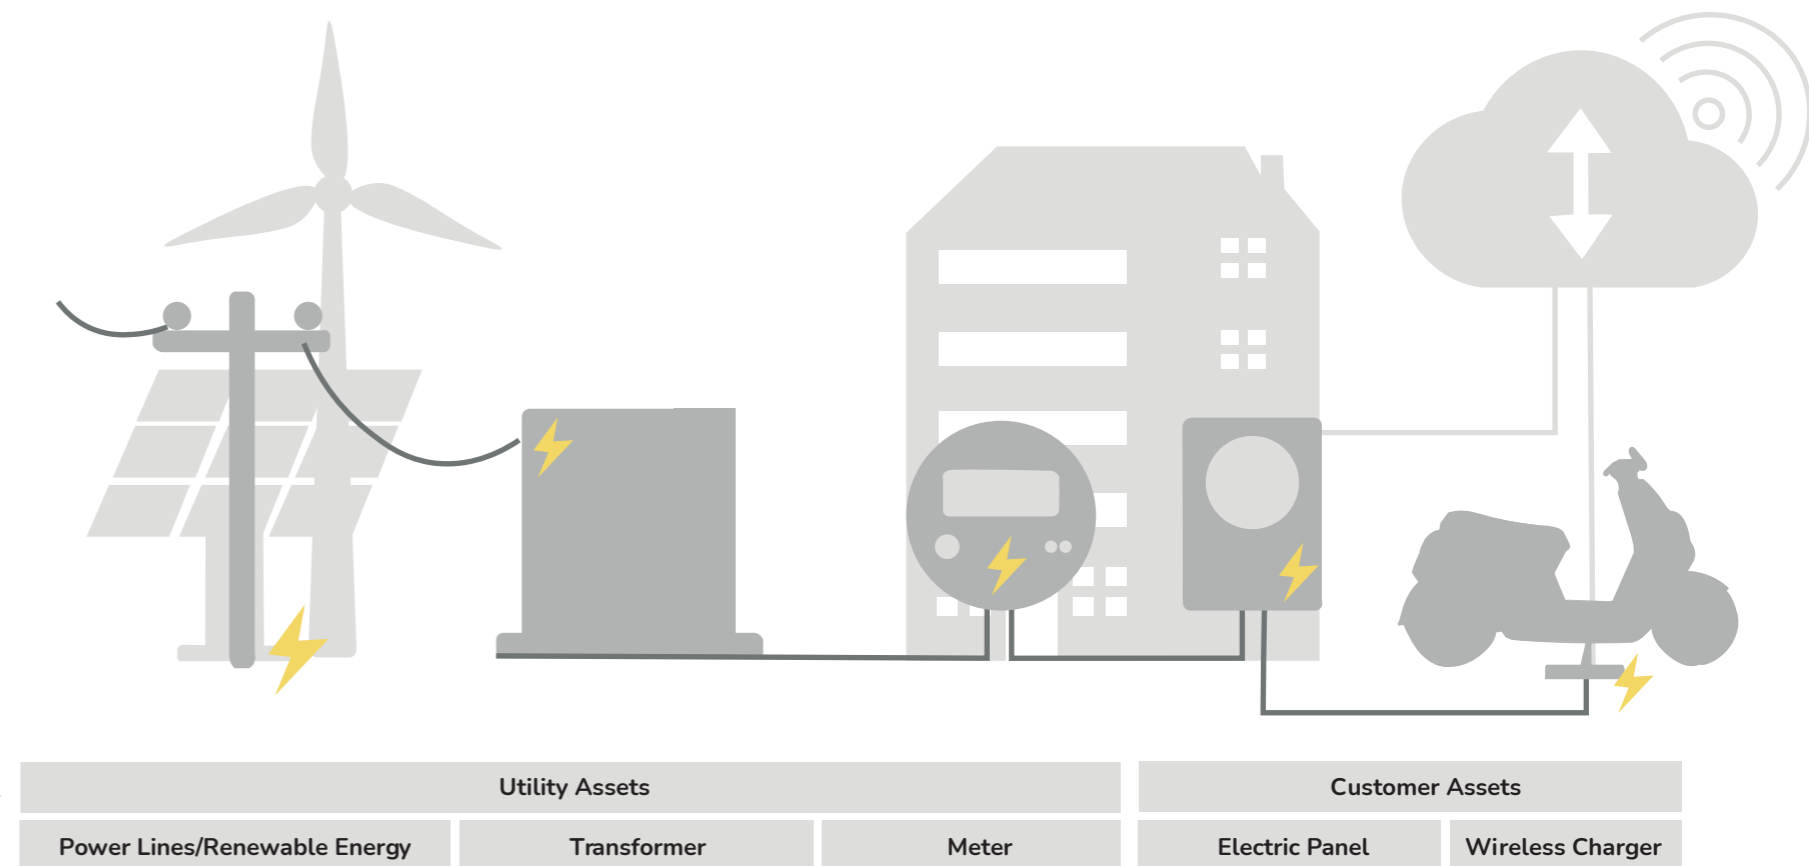 Utility Assets
Customer Assets
Power Lines/Renewable Energy
Transformer
Meter
Electric Panel
Wireless Charger